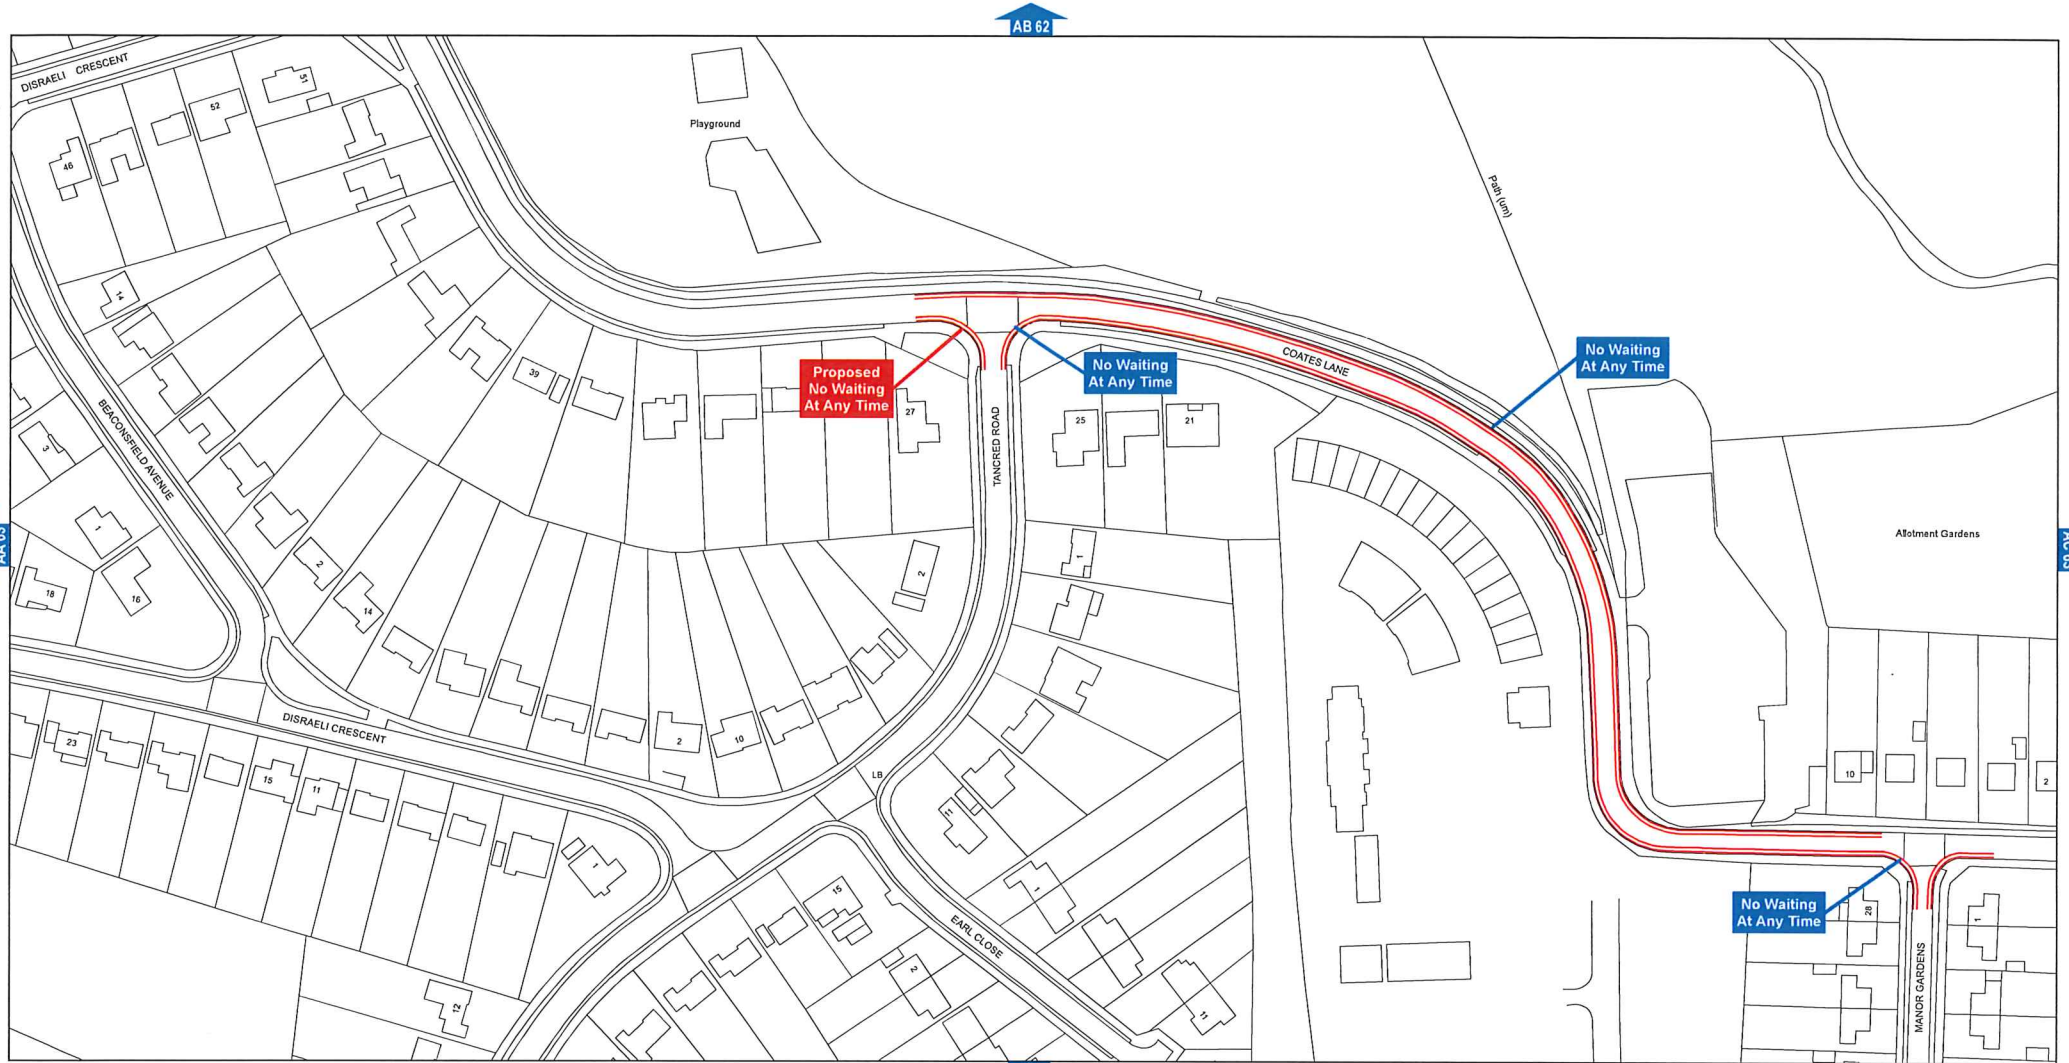 AB 62
DISRAELI CRESCENT
51
52
46
Playground
Path (um)
14
COATES LANE
No Waiting
At Any Time
Proposed
No Waiting
At Any Time
No Waiting
At Any Time
39
27
25
21
BEACONSFIELD AVENUE
TANCRED ROAD
3
1
Allotment Gardens
2
2
1
18
16
14
DISRAELI CRESCENT
23
2
10
15
11
LB
11
10
2
1
1
15
No Waiting
At Any Time
28
1
EARL CLOSE
2
12
11
MANOR GARDENS